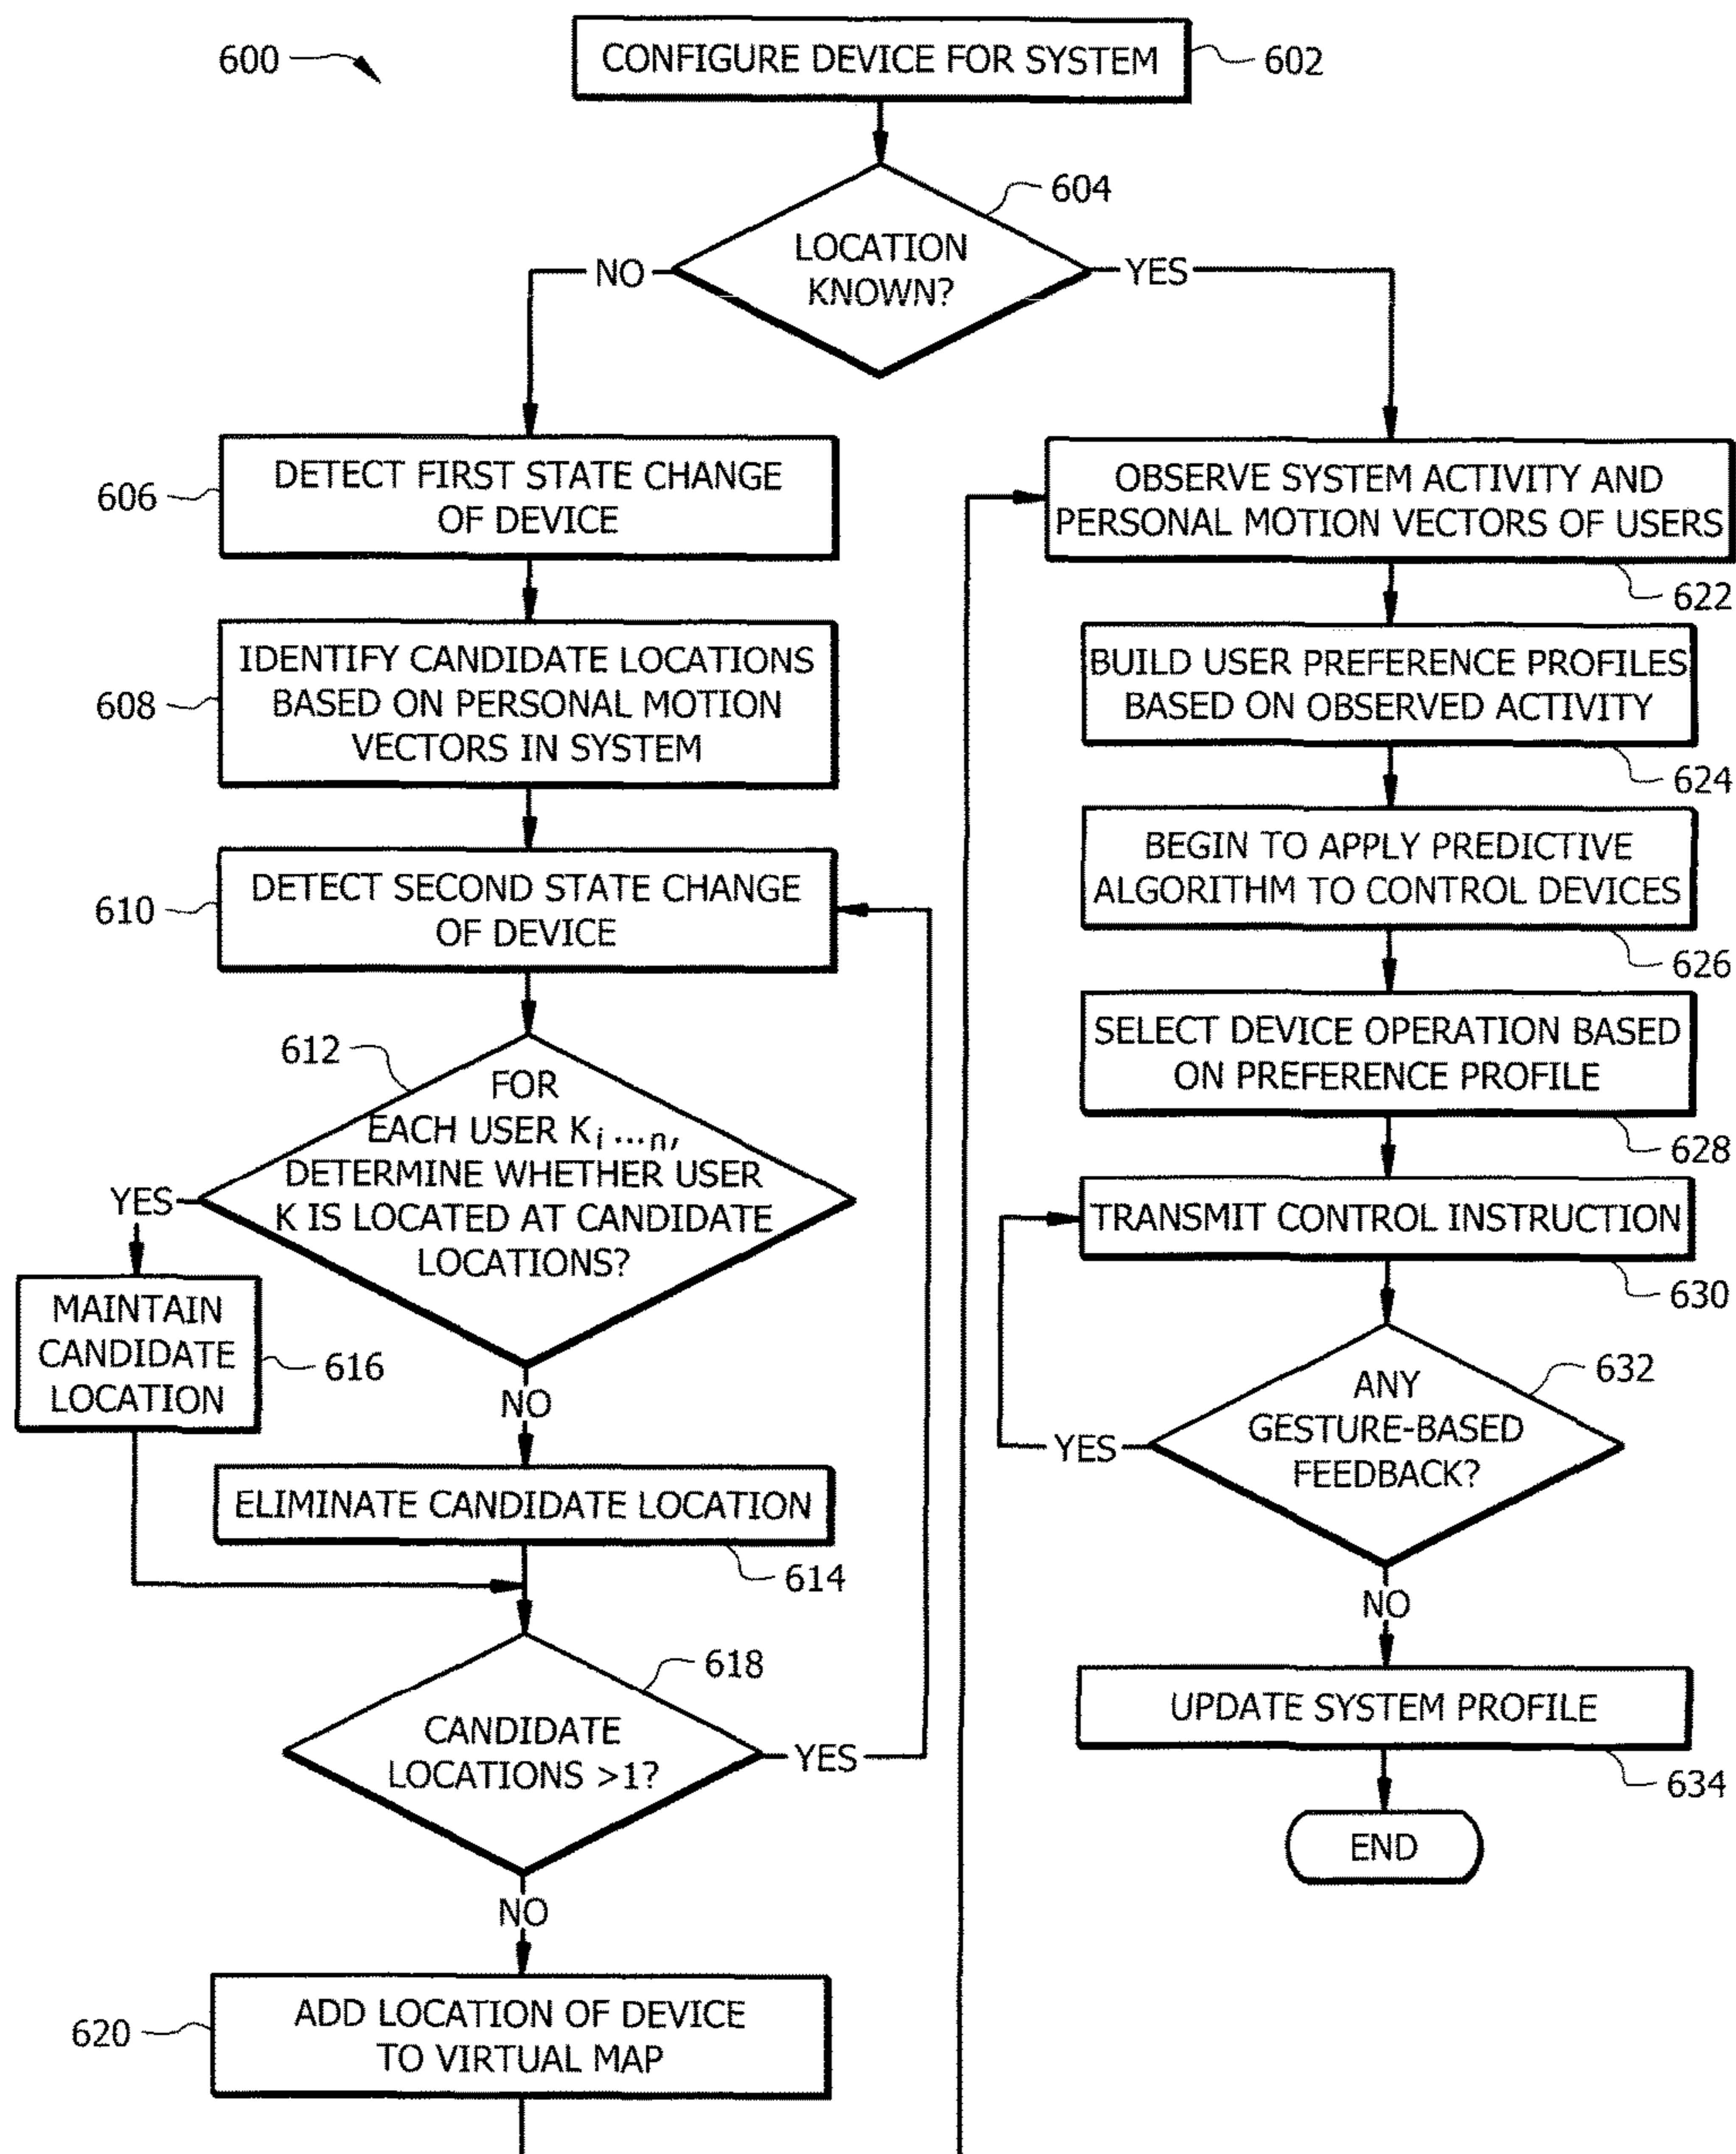 600
CONFIGURE DEVICE FOR SYSTEM
602
604
LOCATION
KNOWN?
NO
YES
606
DETECT FIRST STATE CHANGE
OF DEVICE
608
IDENTIFY CANDIDATE LOCATIONS
BASED ON PERSONAL MOTION
VECTORS IN SYSTEM
610
DETECT SECOND STATE CHANGE
OF DEVICE
612
FOR
EACH USER Ki...n,
DETERMINE WHETHER USER
K IS LOCATED AT CANDIDATE
LOCATIONS?
YES
MAINTAIN
CANDIDATE
LOCATION
616
NO
ELIMINATE CANDIDATE LOCATION
614
618
CANDIDATE
LOCATIONS >1?
YES
NO
620
ADD LOCATION OF DEVICE
TO VIRTUAL MAP
OBSERVE SYSTEM ACTIVITY AND
PERSONAL MOTION VECTORS OF USERS
622
BUILD USER PREFERENCE PROFILES
BASED ON OBSERVED ACTIVITY
624
BEGIN TO APPLY PREDICTIVE
ALGORITHM TO CONTROL DEVICES
626
SELECT DEVICE OPERATION BASED
ON PREFERENCE PROFILE
628
TRANSMIT CONTROL INSTRUCTION
630
632
ANY
GESTURE-BASED
FEEDBACK?
YES
NO
UPDATE SYSTEM PROFILE
634
END